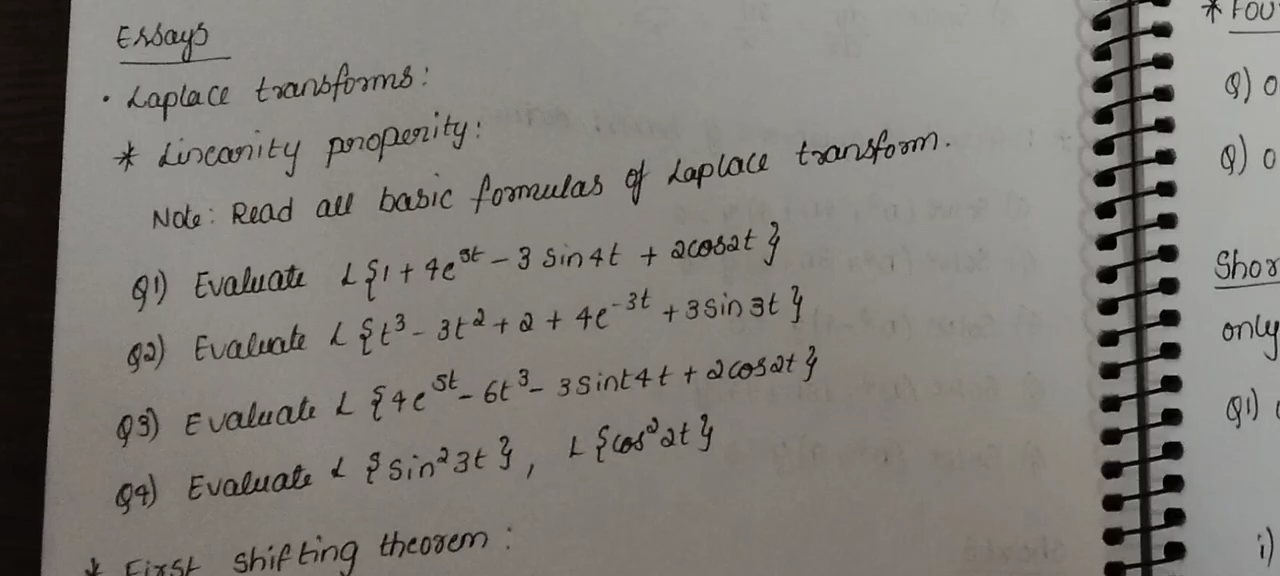 Essays
· Laplace transforms:
* Linearity properity:
Note: Read all basic formulas of Laplace transform.
Q1) Evaluate L{1 + 4e^{3t} - 3 sin4t + 2cos2t}
Q2) Evaluate L{t³ - 3t² + 2 + 4e^{-3t} + 3sin3t}
Q3) Evaluate L{4e^{5t} - 6t³ - 3sint4t + 2cos2t}
Q4) Evaluate L{sin²3t}, L{cos²2t}
* First shifting theorem:
* Fou
Q) O
Q) O
Shor
only
Q1)
i)